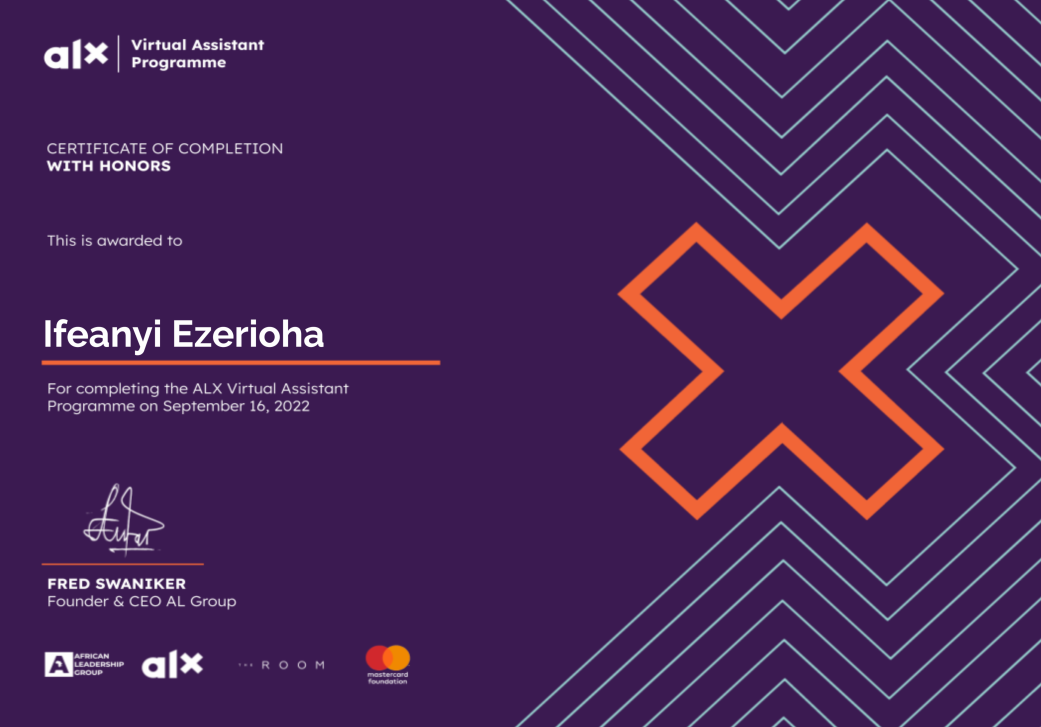 alx
Virtual Assistant
Programme
CERTIFICATE OF COMPLETION
WITH HONORS
This is awarded to
Ifeanyi Ezerioha
For completing the ALX Virtual Assistant
Programme on September 16, 2022
FRED SWANIKER
Founder & CEO AL Group
AFRICAN
LEADERSHIP
GROUP
alx
THE ROOM
mastercard
foundation